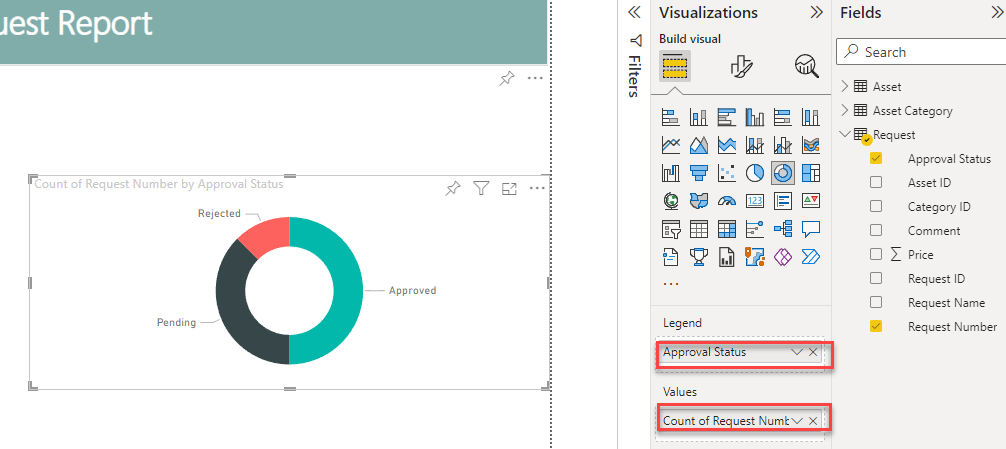 uest Report
Count of Request Number by Approval Status
Rejected
Approved
Pending
Filters
Visualizations
Build visual
123
Legend
Approval Status
Values
Count of Request Numb
Fields
Search
Asset
Asset Category
Request
Approval Status
Asset ID
Category ID
Comment
Σ Price
Request ID
Request Name
Request Number